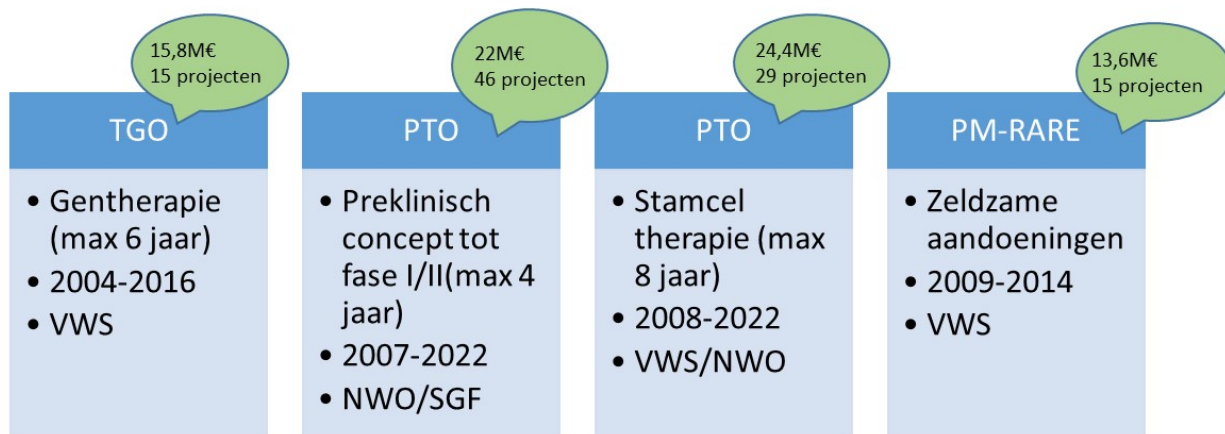 15,8M€
15 projecten
TGO
• Gentherapie
(max 6 jaar)
• 2004-2016
• VWS
22M€
46 projecten
PTO
• Preklinisch
concept tot
fase I/II(max 4
jaar)
• 2007-2022
• NWO/SGF
24,4M€
29 projecten
PTO
• Stamcel
therapie (max
8 jaar)
• 2008-2022
• VWS/NWO
13,6M€
15 projecten
PM-RARE
• Zeldzame
aandoeningen
• 2009-2014
• VWS